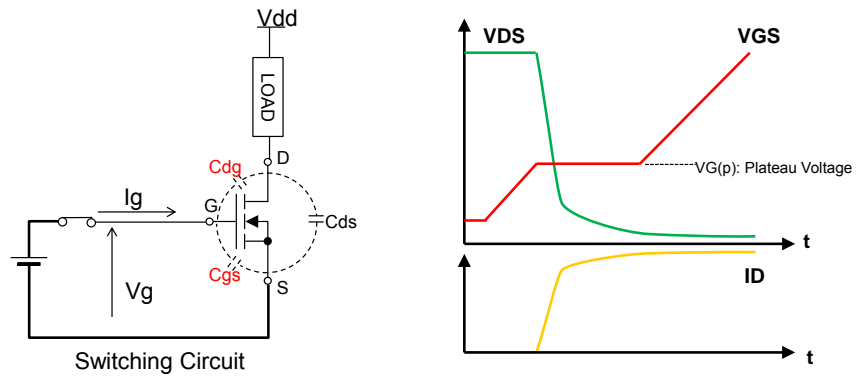 Vdd
LOAD
D
Cdg
Ig
G
Cds
Cgs
Vg
S
Switching Circuit
VDS
VGS
VG(p): Plateau Voltage
t
ID
t